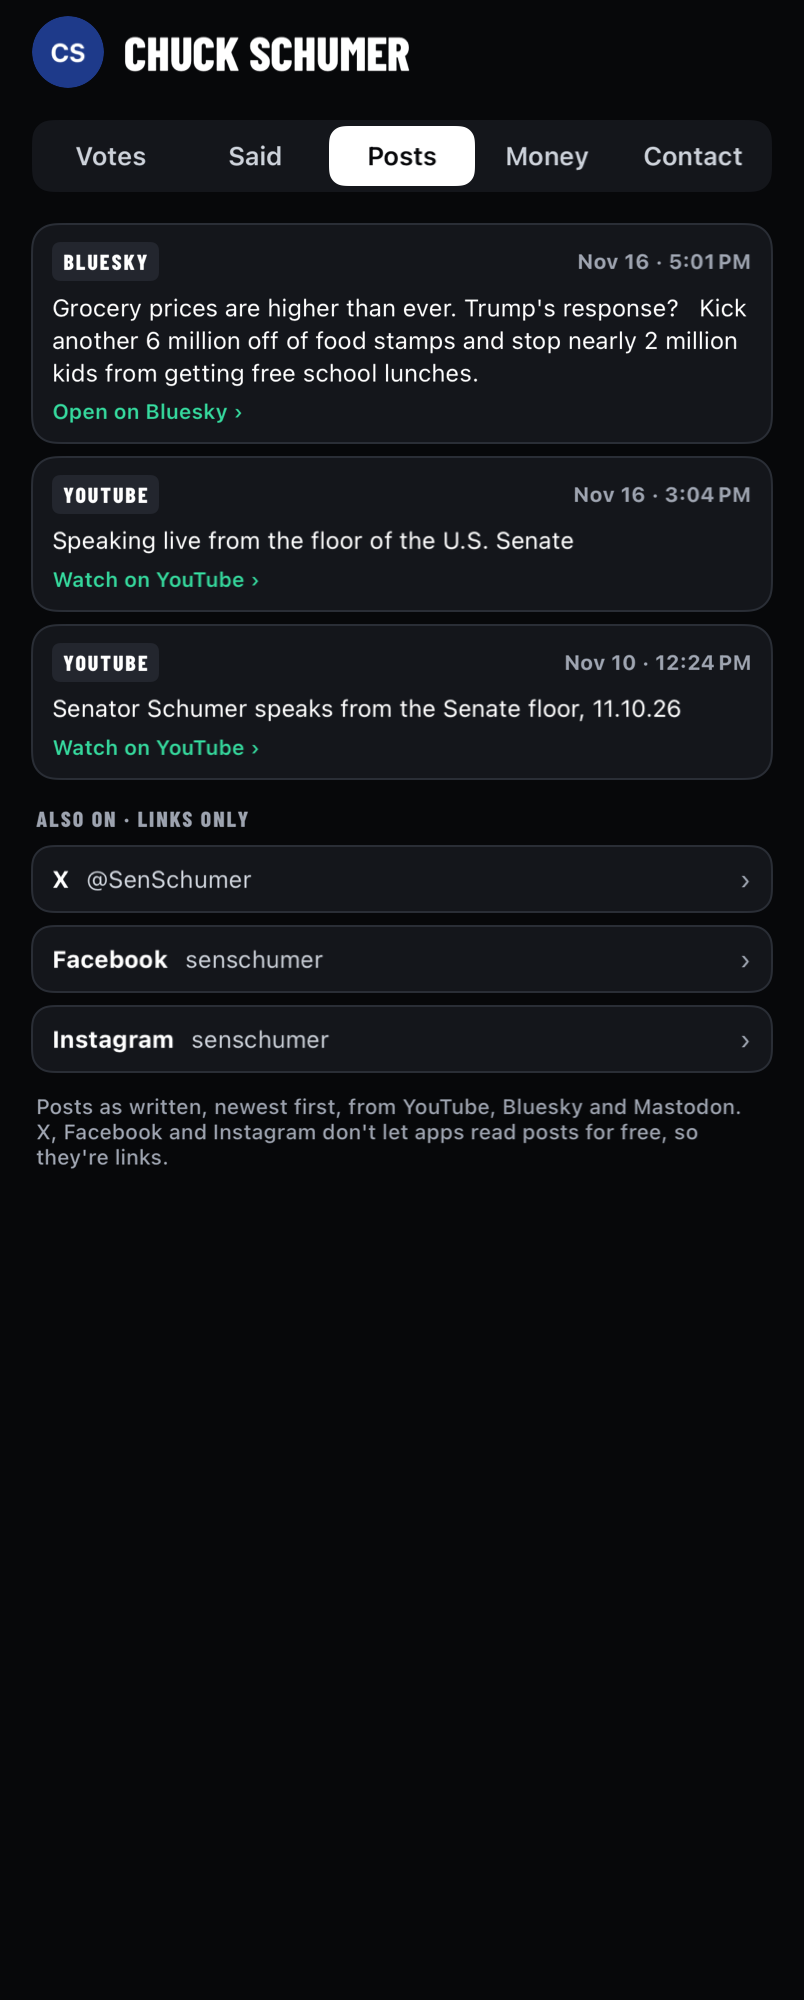 CS
CHUCK SCHUMER
Votes Said Posts Money Contact
BLUESKY Nov 16 · 5:01 PM
Grocery prices are higher than ever. Trump's response?   Kick
another 6 million off of food stamps and stop nearly 2 million
kids from getting free school lunches.
Open on Bluesky ›
YOUTUBE Nov 16 · 3:04 PM
Speaking live from the floor of the U.S. Senate
Watch on YouTube ›
YOUTUBE Nov 10 · 12:24 PM
Senator Schumer speaks from the Senate floor, 11.10.26
Watch on YouTube ›
ALSO ON · LINKS ONLY
X @SenSchumer ›
Facebook senschumer ›
Instagram senschumer ›
Posts as written, newest first, from YouTube, Bluesky and Mastodon.
X, Facebook and Instagram don't let apps read posts for free, so
they're links.